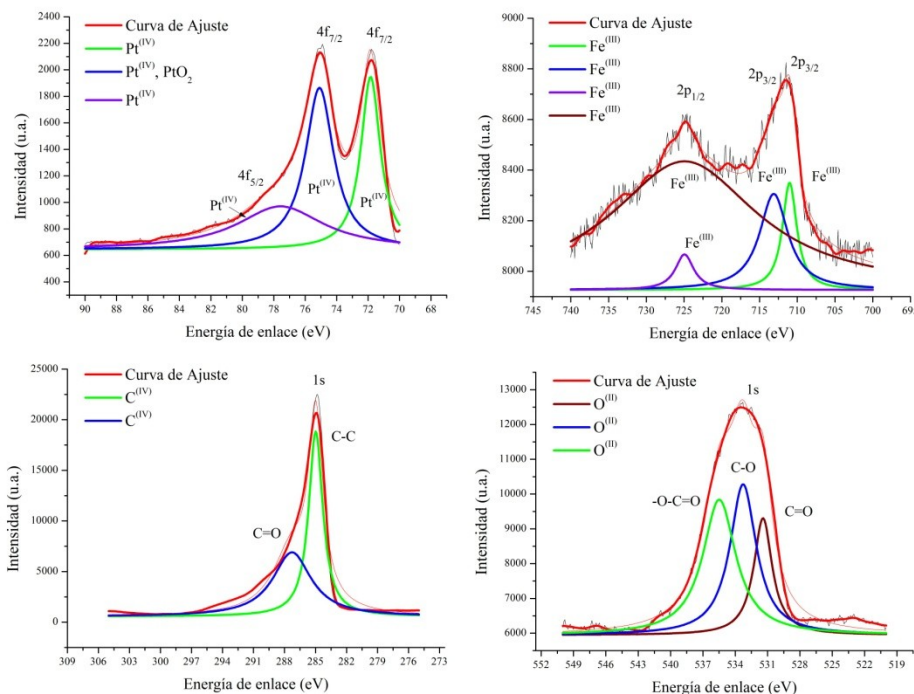 Curva de Ajuste
Pt(IV)
Pt(IV), PtO2
Pt(IV)
4f7/2
4f7/2
4f5/2
Pt(IV)
Pt(IV)
Pt(IV)
Intensidad (u.a.)
2400
2200
2000
1800
1600
1400
1200
1000
800
600
400
90 88 86 84 82 80 78 76 74 72 70 68
Energía de enlace (eV)
Curva de Ajuste
Fe(III)
Fe(III)
Fe(III)
Fe(III)
2p1/2
2p3/2
2p3/2
Fe(III)
Fe(III)
Fe(III)
Fe(III)
Intensidad (u.a.)
9000
8800
8600
8400
8200
8000
745 740 735 730 725 720 715 710 705 700 695
Energía de enlace (eV)
Curva de Ajuste
C(IV)
C(IV)
1s
C-C
C=O
Intensidad (u.a.)
25000
20000
15000
10000
5000
0
309 306 303 300 297 294 291 288 285 282 279 276 273
Energía de enlace (eV)
Curva de Ajuste
O(II)
O(II)
O(II)
1s
C-O
-O-C=O
C=O
Intensidad (u.a.)
13000
12000
11000
10000
9000
8000
7000
6000
552 549 546 543 540 537 534 531 528 525 522 519
Energía de enlace (eV)